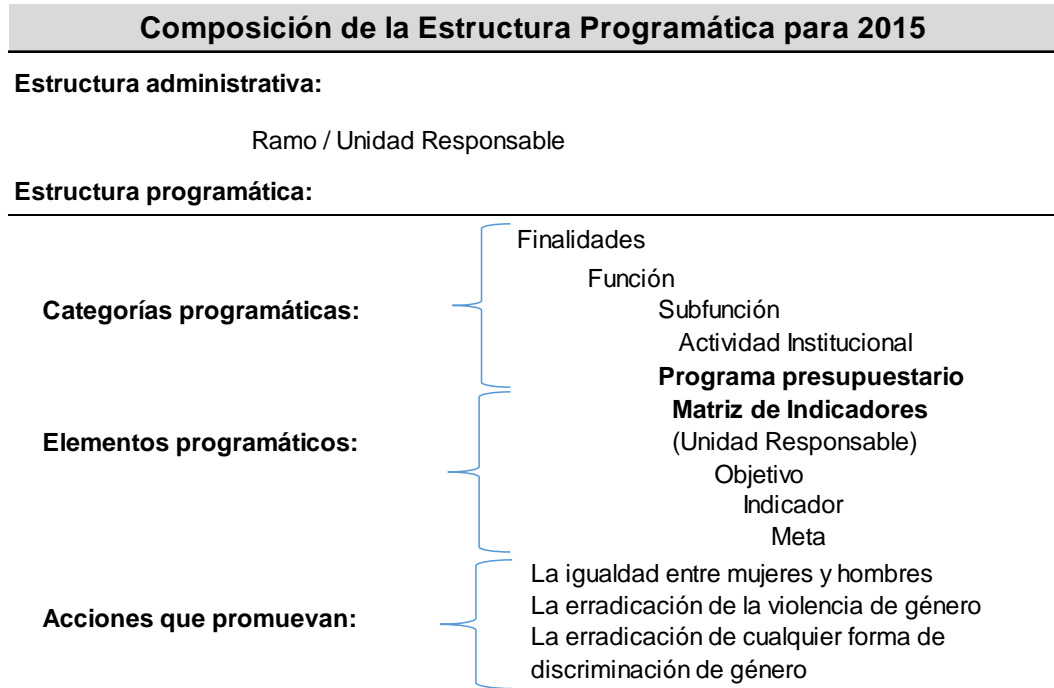 Composición de la Estructura Programática para 2015
Estructura administrativa:
Ramo / Unidad Responsable
Estructura programática:
Categorías programáticas:
Finalidades
Función
Subfunción
Actividad Institucional
Programa presupuestario
Elementos programáticos:
Matriz de Indicadores
(Unidad Responsable)
Objetivo
Indicador
Meta
Acciones que promuevan:
La igualdad entre mujeres y hombres
La erradicación de la violencia de género
La erradicación de cualquier forma de
discriminación de género